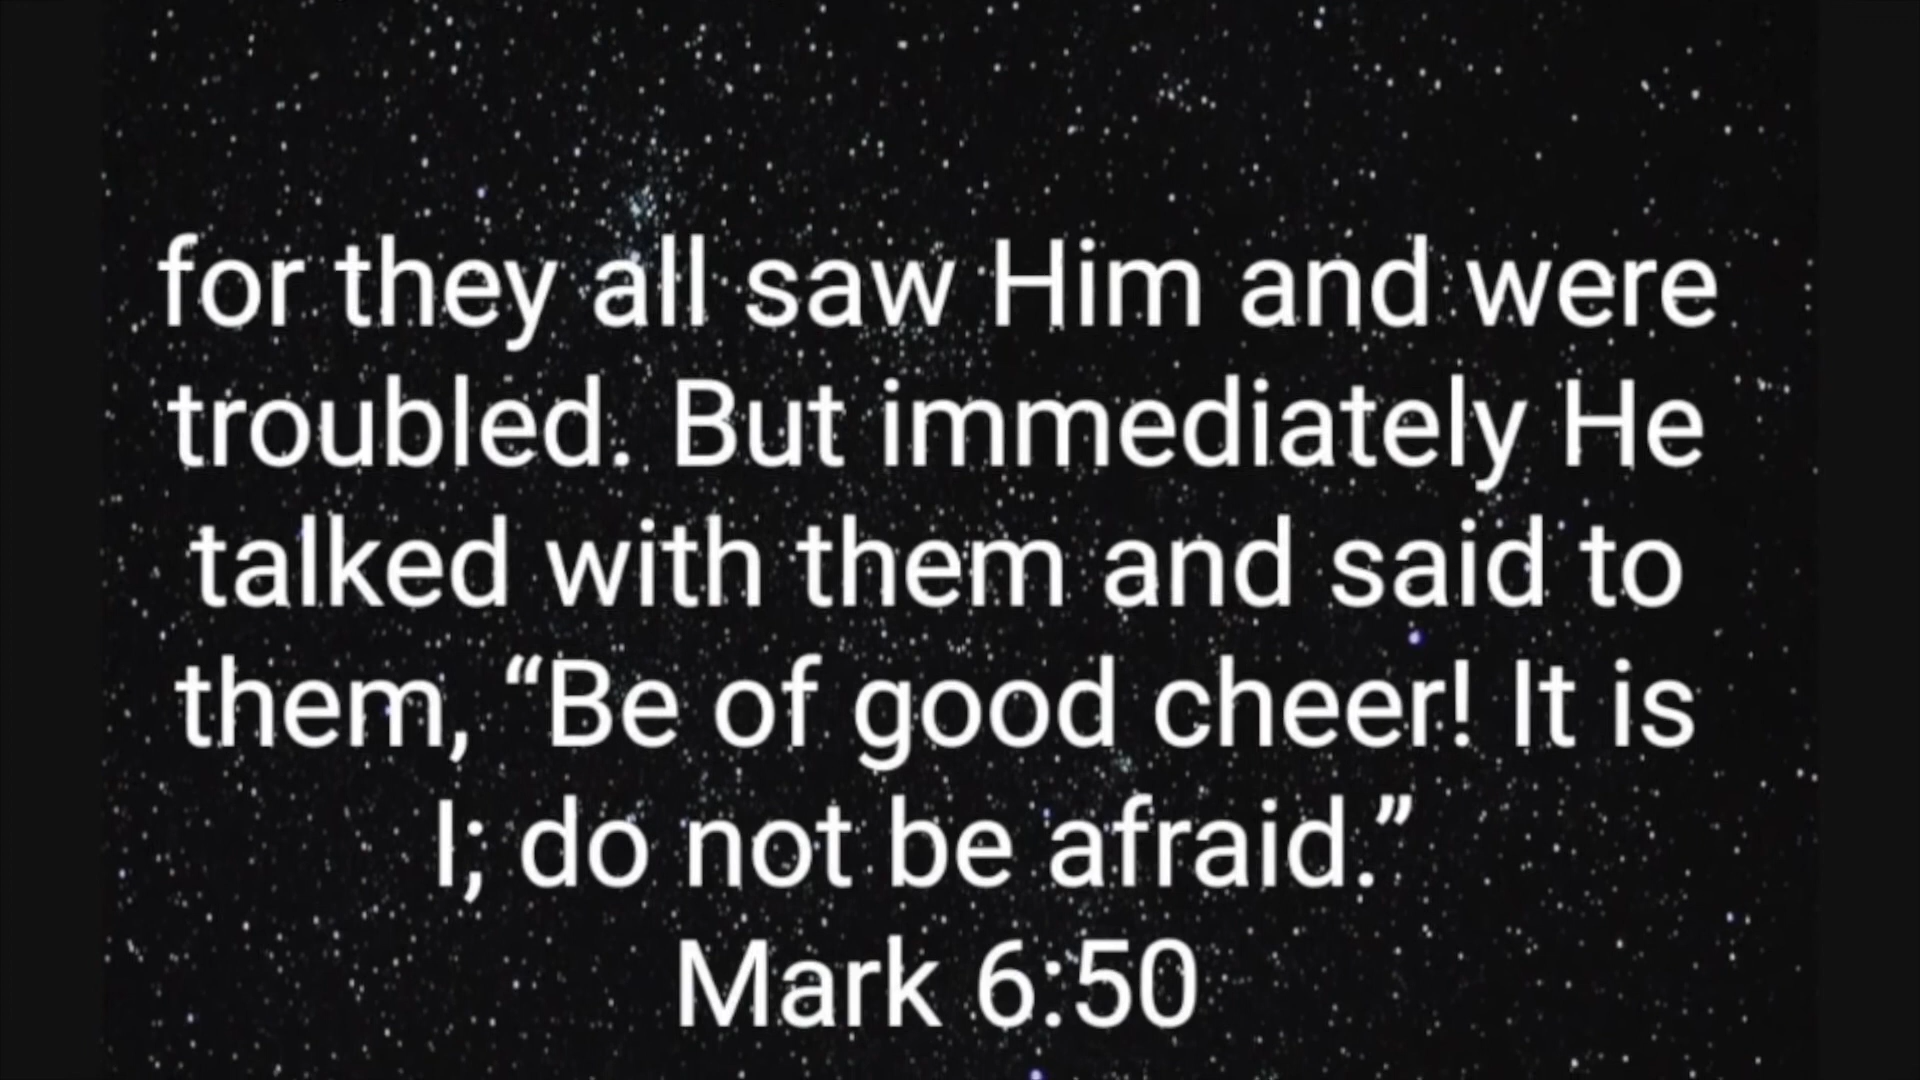 for they all saw Him and were
troubled. But immediately He
talked with them and said to
them, “Be of good cheer! It is
I; do not be afraid.”
Mark 6:50